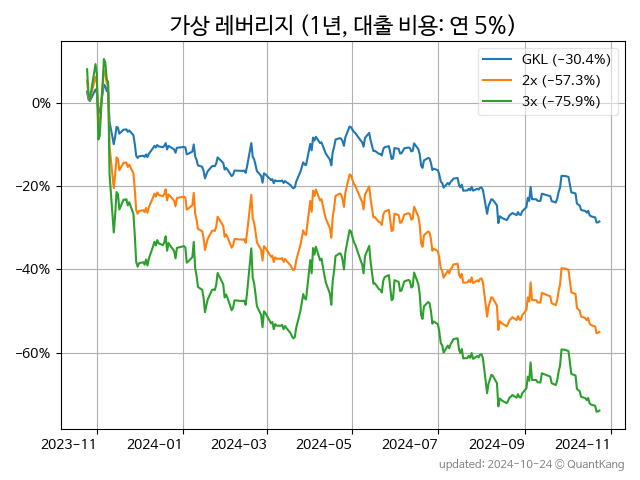 가상 레버리지 (1년, 대출 비용: 연 5%)
GKL (−30.4%)
2x (−57.3%)
3x (−75.9%)
0%
−20%
−40%
−60%
2023−11 2024−01 2024−03 2024−05 2024−07 2024−09 2024−11
updated: 2024-10-24 © QuantKang